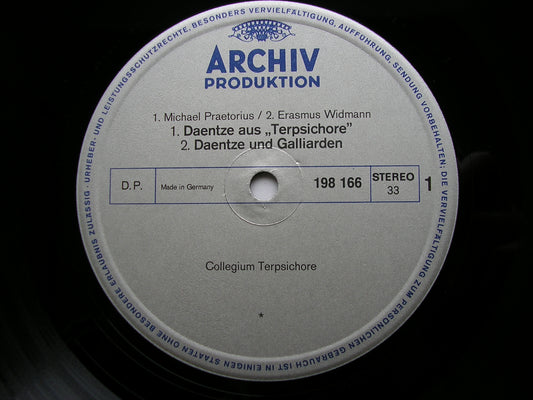 URHEBER- UND LEISTUNGSSCHUTZRECHTE, BESONDERS VERVIELFÄLTIGUNG, AUFFÜHRUNG, SENDUNG VORBEHALTEN; DIE VERVIELFÄLTIGUNG ZUM PERSÖNLICHEN GEBRAUCH IST IN EINIGEN STAATEN OHNE BESONDERE ERLAUBNIS ZULÄSSIG ·
ARCHIV
PRODUKTION
1. Michael Praetorius / 2. Erasmus Widmann
1. Daentze aus „Terpsichore”
2. Daentze und Galliarden
D.P. Made in Germany 198 166 STEREO 1
33
Collegium Terpsichore
*